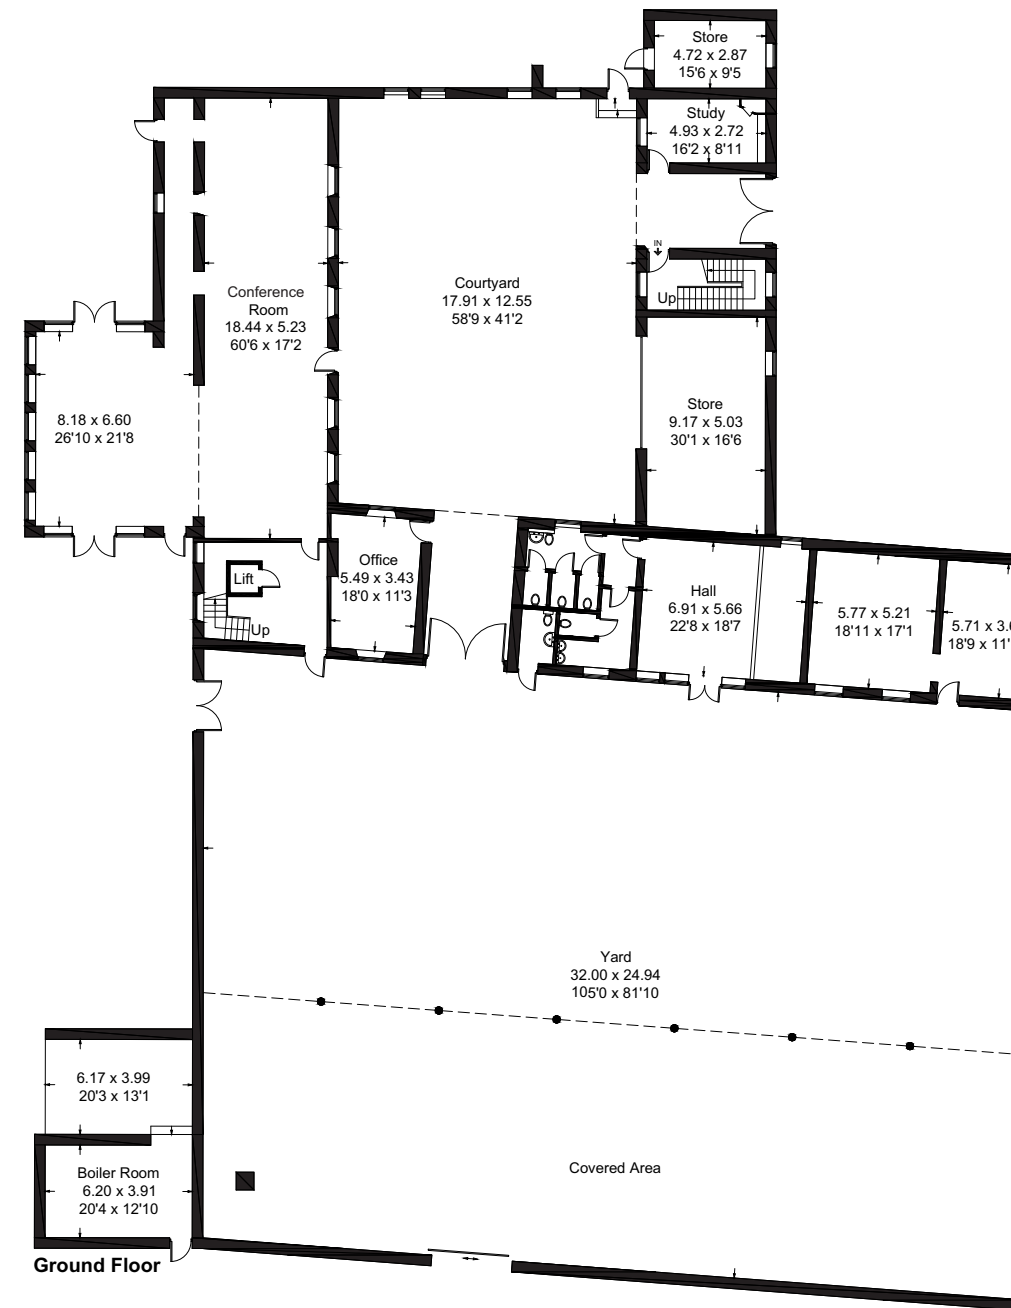 Store
4.72 x 2.87
15'6 x 9'5
Study
4.93 x 2.72
16'2 x 8'11
IN
Up
Conference
Room
18.44 x 5.23
60'6 x 17'2
Courtyard
17.91 x 12.55
58'9 x 41'2
Store
9.17 x 5.03
30'1 x 16'6
8.18 x 6.60
26'10 x 21'8
Lift
Up
Office
5.49 x 3.43
18'0 x 11'3
Hall
6.91 x 5.66
22'8 x 18'7
5.77 x 5.21
18'11 x 17'1
5.71 x 3.
18'9 x 11'
Yard
32.00 x 24.94
105'0 x 81'10
6.17 x 3.99
20'3 x 13'1
Boiler Room
6.20 x 3.91
20'4 x 12'10
Covered Area
Ground Floor